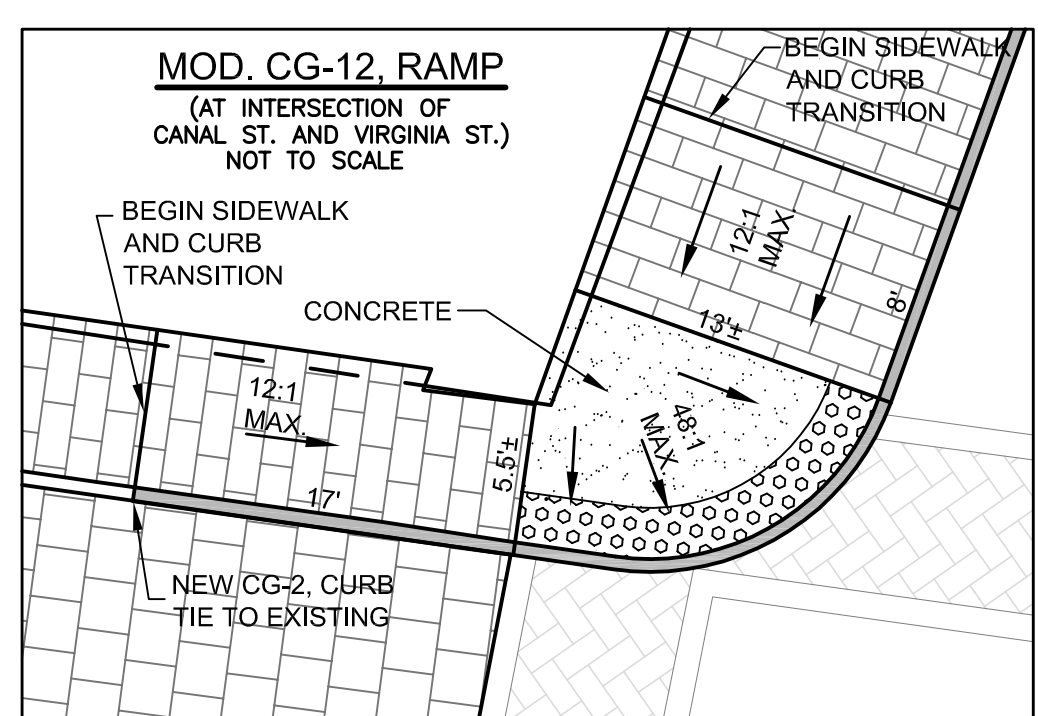 MOD. CG-12, RAMP
(AT INTERSECTION OF
CANAL ST. AND VIRGINIA ST.)
NOT TO SCALE
BEGIN SIDEWALK
AND CURB
TRANSITION
BEGIN SIDEWALK
AND CURB
TRANSITION
CONCRETE
12:1
MAX
8'
13'±
12:1
MAX.
48:1
MAX
5.5'±
17'
NEW CG-2, CURB
TIE TO EXISTING